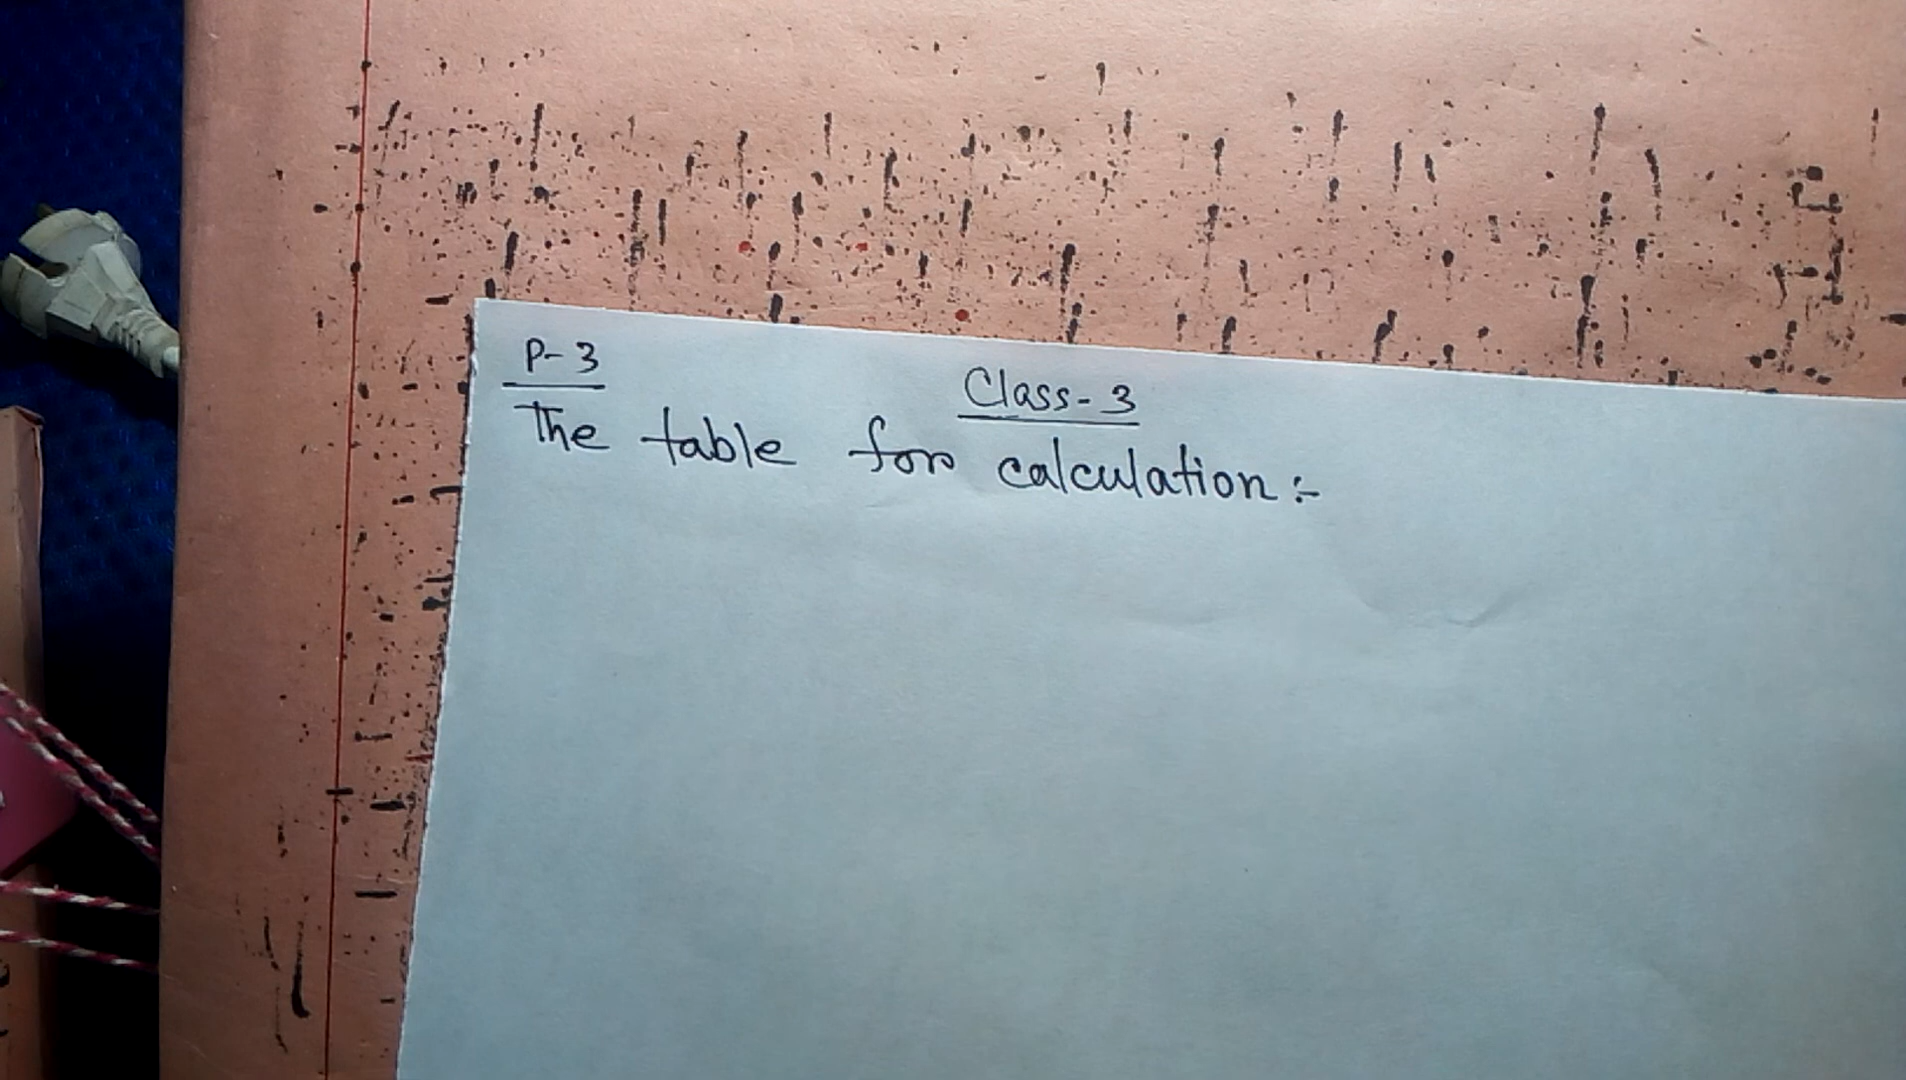 P-3
Class-3
The table for calculation :-